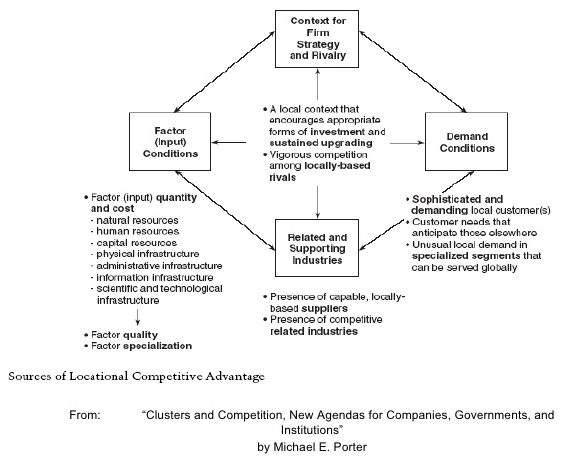 Context for
Firm
Strategy
and Rivalry
• A local context that
encourages appropriate
forms of investment and
sustained upgrading
• Vigorous competition
among locally-based
rivals
Factor
(Input)
Conditions
Demand
Conditions
• Factor (input) quantity
and cost
- natural resources
- human resources
- capital resources
- physical infrastructure
- administrative infrastructure
- information infrastructure
- scientific and technological
infrastructure
• Factor quality
• Factor specialization
Related and
Supporting
Industries
• Presence of capable, locally-
based suppliers
• Presence of competitive
related industries
• Sophisticated and
demanding local customer(s)
• Customer needs that
anticipate those elsewhere
• Unusual local demand in
specialized segments that
can be served globally
Sources of Locational Competitive Advantage
From: “Clusters and Competition, New Agendas for Companies, Governments, and
Institutions”
by Michael E. Porter